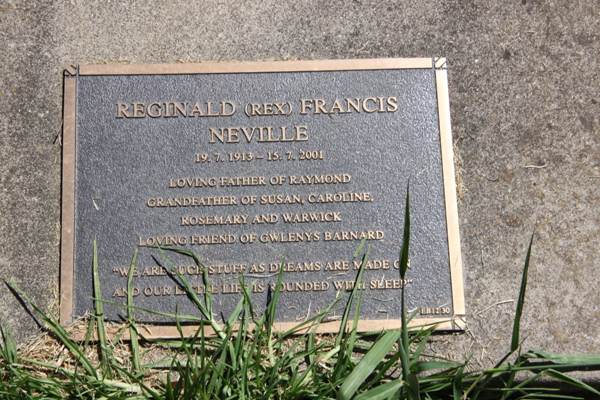 REGINALD (REX) FRANCIS
NEVILLE
19. 7. 1913 – 15. 7. 2001
LOVING FATHER OF RAYMOND
GRANDFATHER OF SUSAN, CAROLINE,
ROSEMARY AND WARWICK
LOVING FRIEND OF GWLENYS BARNARD
"WE ARE SUCH STUFF AS DREAMS ARE MADE ON
AND OUR LITTLE LIFE IS ROUNDED WITH SLEEP"
EB1230